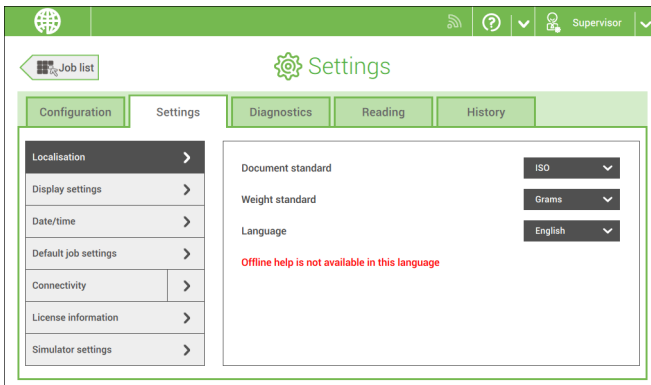 Supervisor
Job list
Settings
Configuration
Settings
Diagnostics
Reading
History
Localisation
Display settings
Date/time
Default job settings
Connectivity
License information
Simulator settings
Document standard
ISO
Weight standard
Grams
Language
English
Offline help is not available in this language